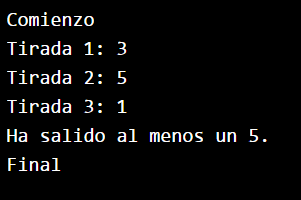 Comienzo
Tirada 1: 3
Tirada 2: 5
Tirada 3: 1
Ha salido al menos un 5.
Final